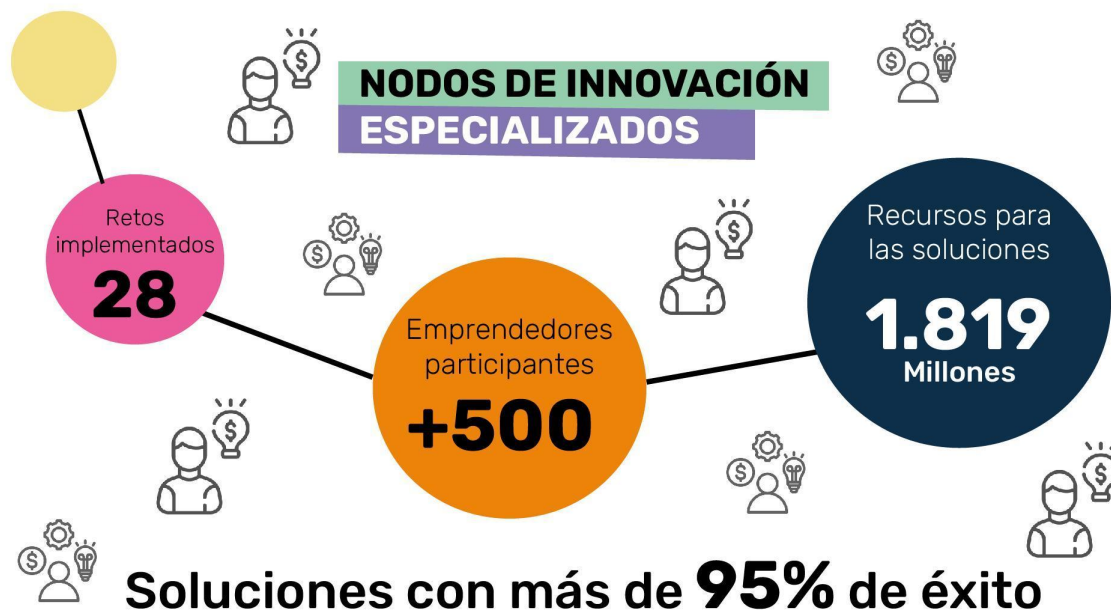 NODOS DE INNOVACIÓN
ESPECIALIZADOS
Retos
implementados
28
Emprendedores
participantes
+500
Recursos para
las soluciones
1.819
Millones
Soluciones con más de 95% de éxito